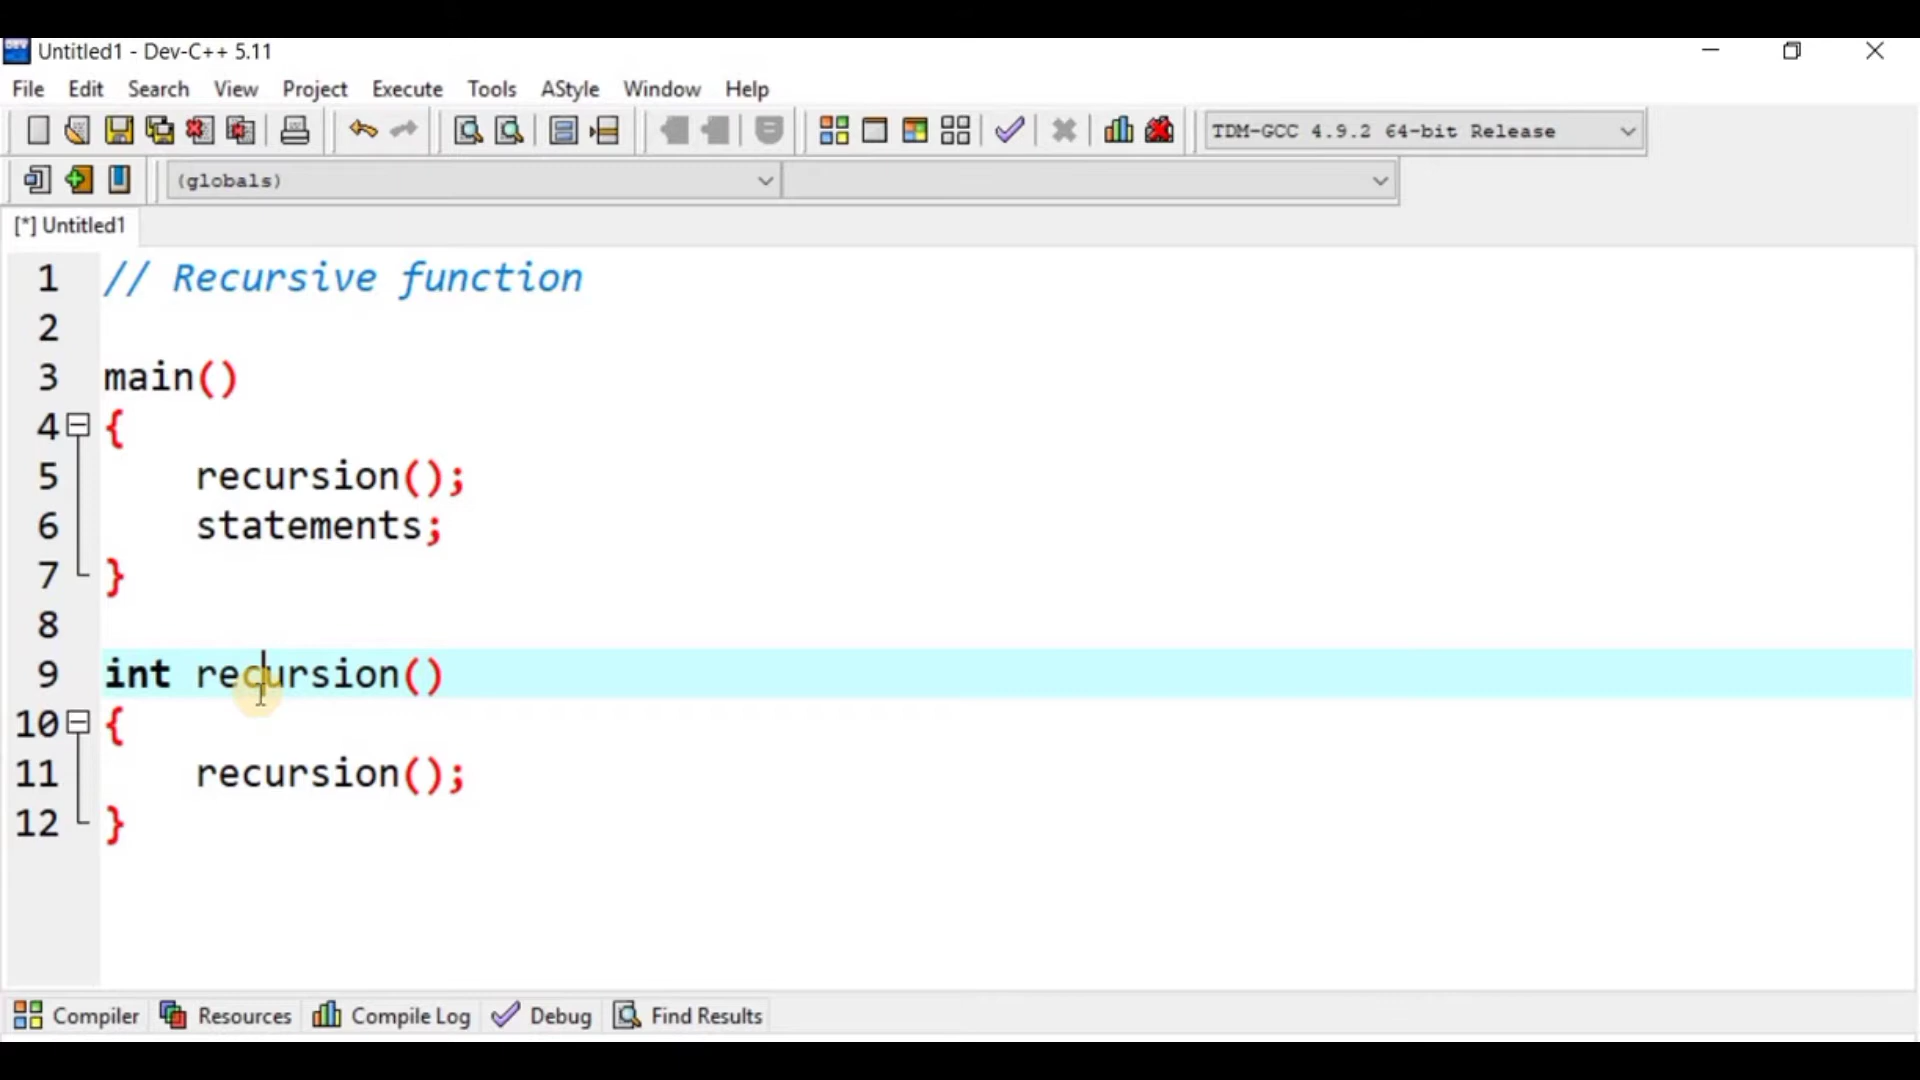 Untitled1 - Dev-C++ 5.11
File Edit Search View Project Execute Tools AStyle Window Help
TDM-GCC 4.9.2 64-bit Release
(globals)
[*] Untitled1
1 // Recursive function
2
3 main()
4 {
5 recursion();
6 statements;
7 }
8
9 int recursion()
10 {
11 recursion();
12 }
Compiler Resources Compile Log Debug Find Results